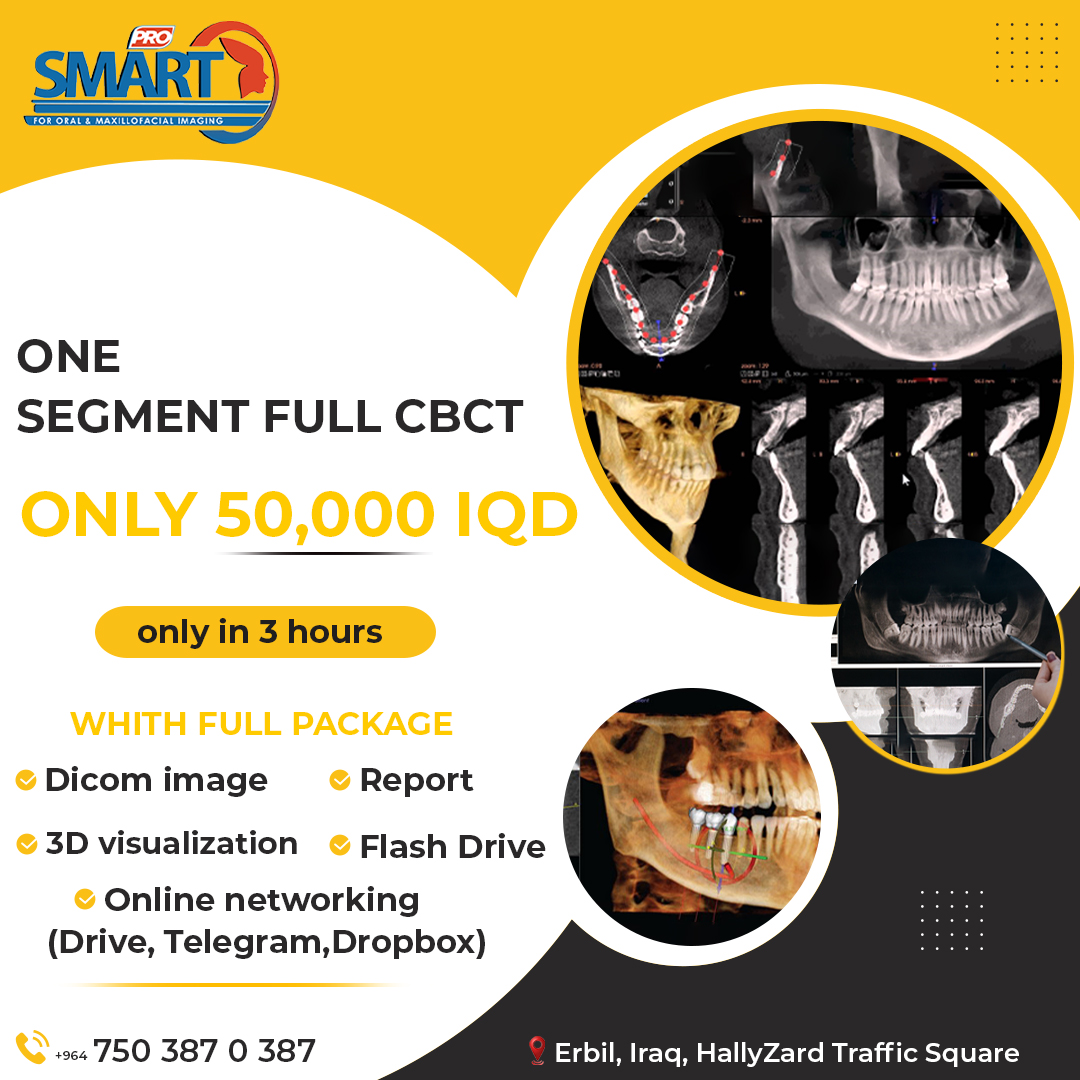 PRO
SMART
FOR ORAL & MAXILLOFACIAL IMAGING
ONE
SEGMENT FULL CBCT
ONLY 50,000 IQD
only in 3 hours
WHITH FULL PACKAGE
Dicom image
Report
3D visualization
Flash Drive
Online networking
(Drive, Telegram,Dropbox)
+964 750 387 0 387
Erbil, Iraq, HallyZard Traffic Square